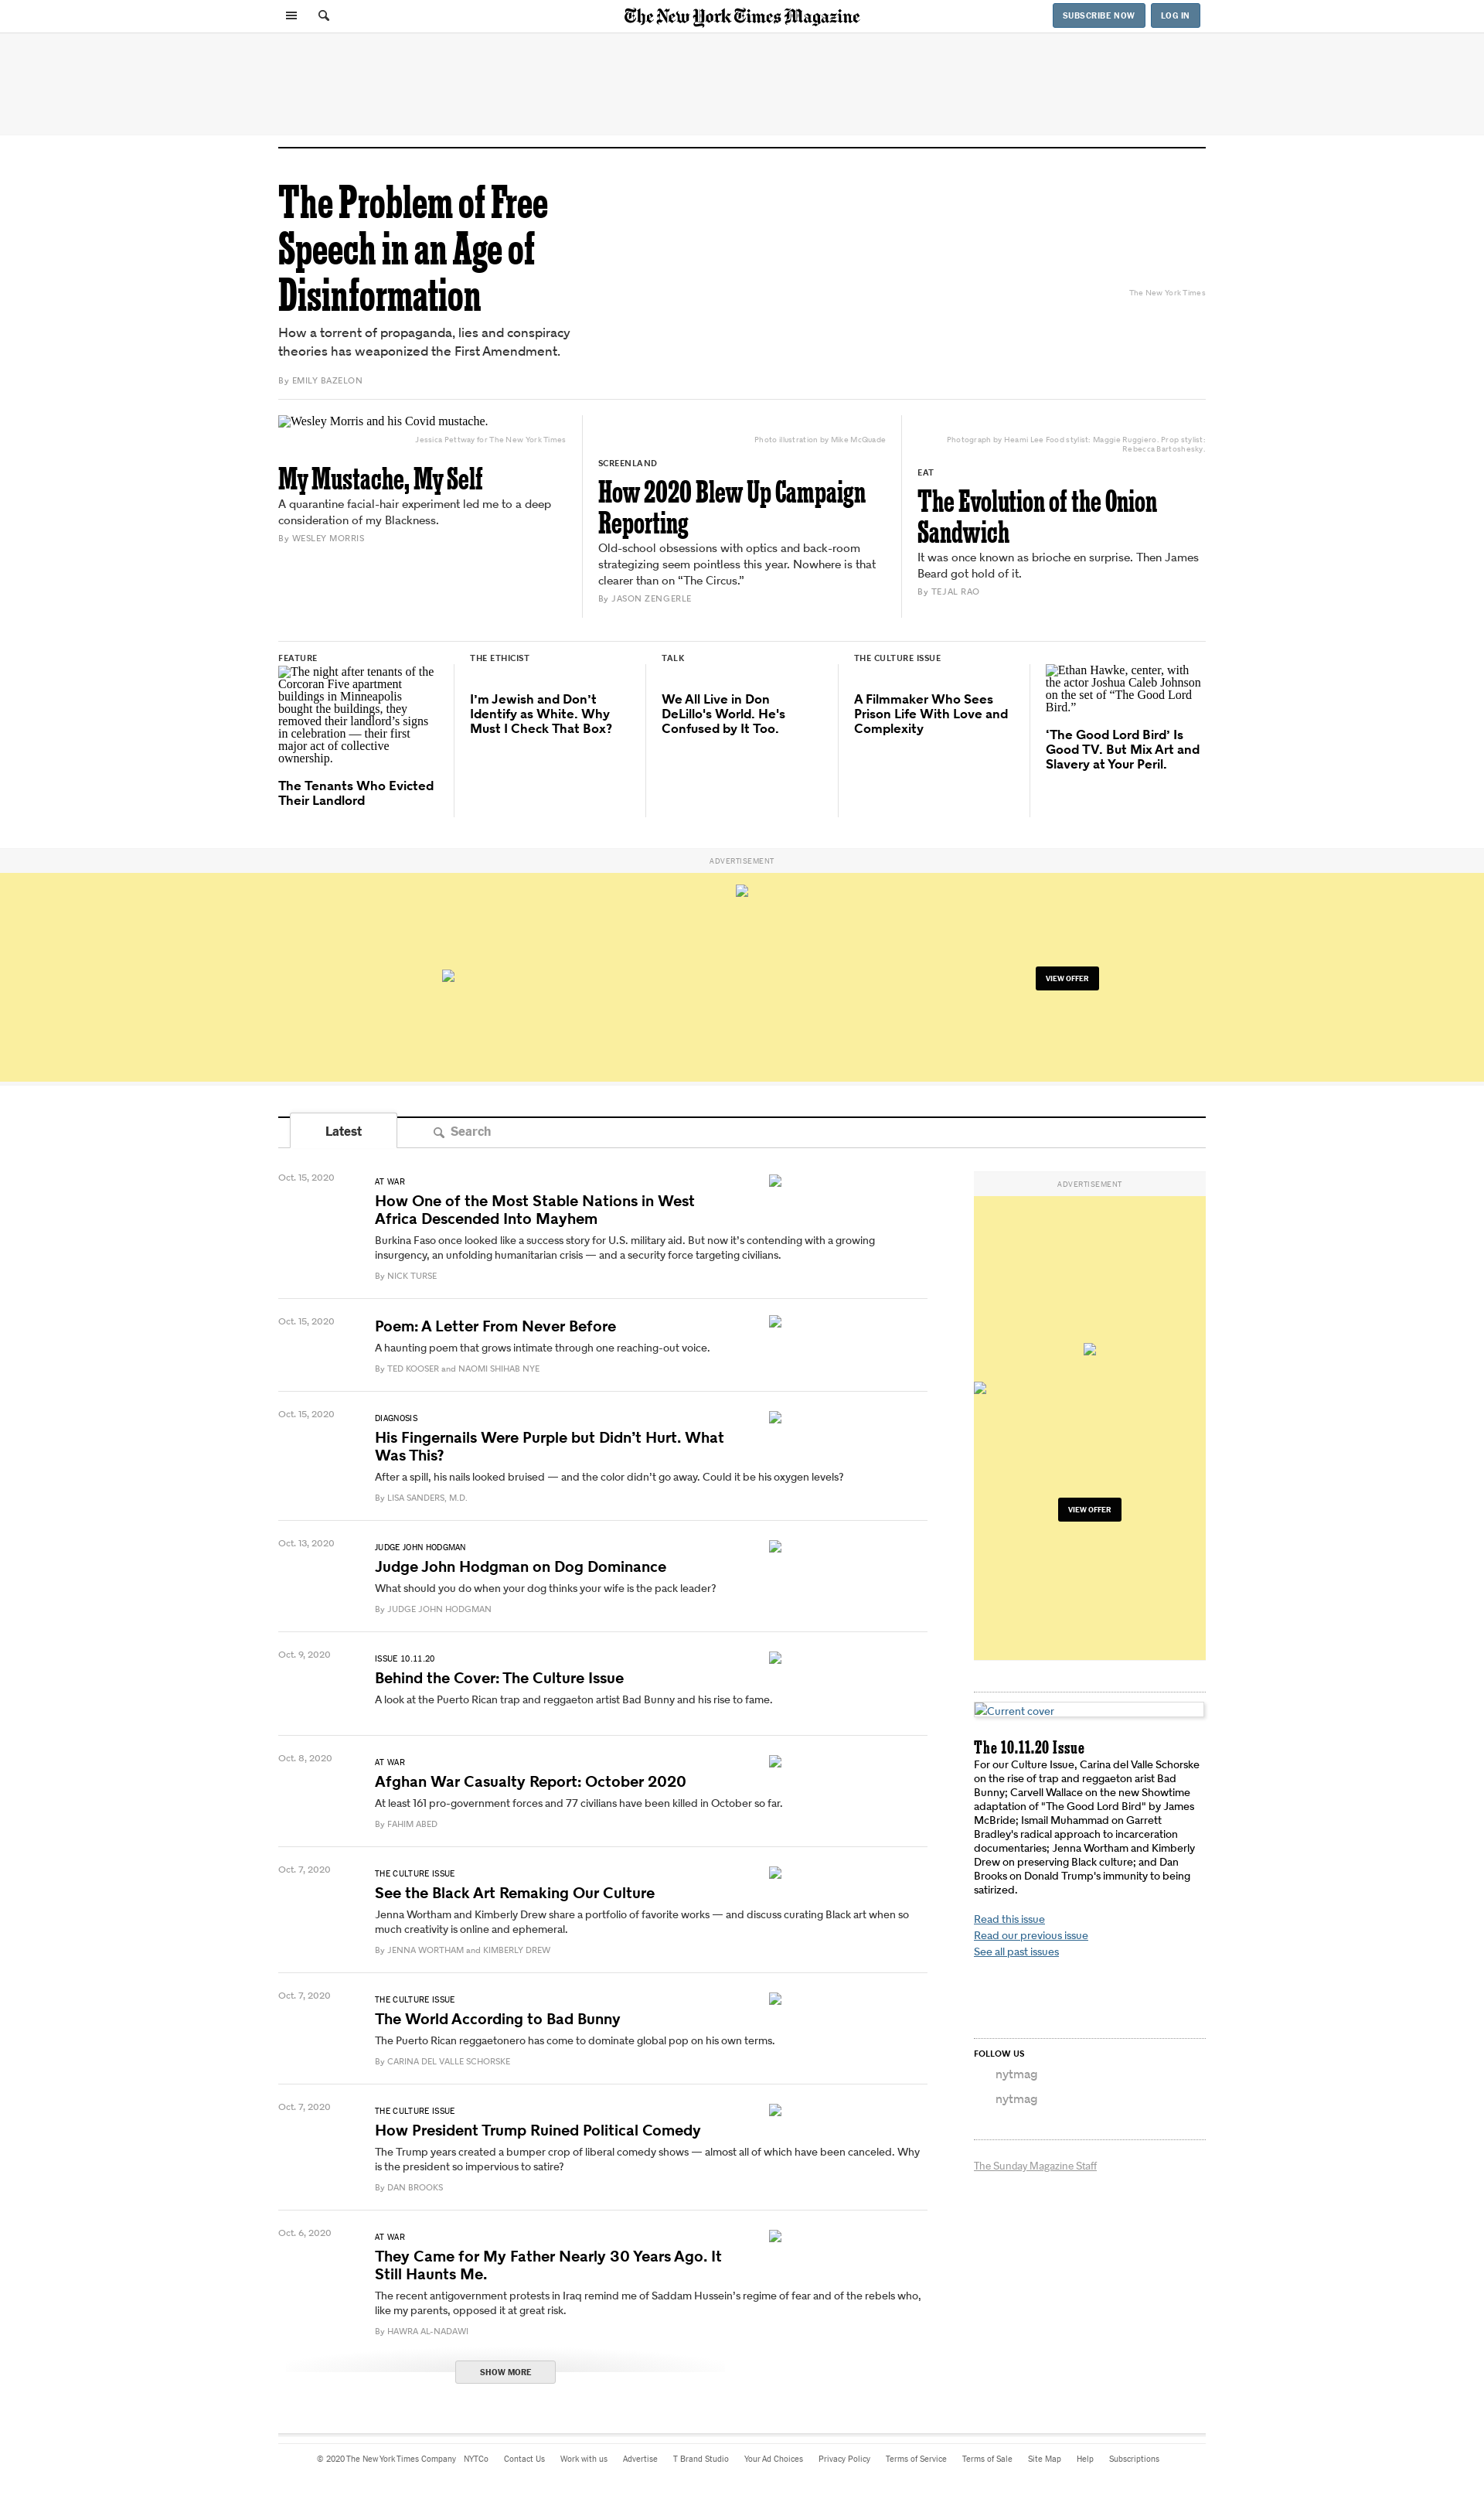 The New York Times Magazine
SUBSCRIBE NOW
LOG IN
The Problem of Free
Speech in an Age of
Disinformation
How a torrent of propaganda, lies and conspiracy
theories has weaponized the First Amendment.
By EMILY BAZELON
The New York Times
Wesley Morris and his Covid mustache.
Jessica Pettway for The New York Times
My Mustache, My Self
A quarantine facial-hair experiment led me to a deep
consideration of my Blackness.
By WESLEY MORRIS
Photo illustration by Mike McQuade
SCREENLAND
How 2020 Blew Up Campaign
Reporting
Old-school obsessions with optics and back-room
strategizing seem pointless this year. Nowhere is that
clearer than on “The Circus.”
By JASON ZENGERLE
Photograph by Heami Lee Food stylist: Maggie Ruggiero. Prop stylist:
Rebecca Bartoshesky.
EAT
The Evolution of the Onion
Sandwich
It was once known as brioche en surprise. Then James
Beard got hold of it.
By TEJAL RAO
FEATURE
The night after tenants of the
Corcoran Five apartment
buildings in Minneapolis
bought the buildings, they
removed their landlord’s signs
in celebration — their first
major act of collective
ownership.
The Tenants Who Evicted
Their Landlord
THE ETHICIST
I’m Jewish and Don’t
Identify as White. Why
Must I Check That Box?
TALK
We All Live in Don
DeLillo's World. He's
Confused by It Too.
THE CULTURE ISSUE
A Filmmaker Who Sees
Prison Life With Love and
Complexity
Ethan Hawke, center, with
the actor Joshua Caleb Johnson
on the set of “The Good Lord
Bird.”
‘The Good Lord Bird’ Is
Good TV. But Mix Art and
Slavery at Your Peril.
ADVERTISEMENT
VIEW OFFER
Latest
Search
Oct. 15, 2020
AT WAR
How One of the Most Stable Nations in West
Africa Descended Into Mayhem
Burkina Faso once looked like a success story for U.S. military aid. But now it’s contending with a growing
insurgency, an unfolding humanitarian crisis — and a security force targeting civilians.
By NICK TURSE
Oct. 15, 2020
Poem: A Letter From Never Before
A haunting poem that grows intimate through one reaching-out voice.
By TED KOOSER and NAOMI SHIHAB NYE
Oct. 15, 2020
DIAGNOSIS
His Fingernails Were Purple but Didn’t Hurt. What
Was This?
After a spill, his nails looked bruised — and the color didn’t go away. Could it be his oxygen levels?
By LISA SANDERS, M.D.
Oct. 13, 2020
JUDGE JOHN HODGMAN
Judge John Hodgman on Dog Dominance
What should you do when your dog thinks your wife is the pack leader?
By JUDGE JOHN HODGMAN
Oct. 9, 2020
ISSUE 10.11.20
Behind the Cover: The Culture Issue
A look at the Puerto Rican trap and reggaeton artist Bad Bunny and his rise to fame.
Oct. 8, 2020
AT WAR
Afghan War Casualty Report: October 2020
At least 161 pro-government forces and 77 civilians have been killed in October so far.
By FAHIM ABED
Oct. 7, 2020
THE CULTURE ISSUE
See the Black Art Remaking Our Culture
Jenna Wortham and Kimberly Drew share a portfolio of favorite works — and discuss curating Black art when so
much creativity is online and ephemeral.
By JENNA WORTHAM and KIMBERLY DREW
Oct. 7, 2020
THE CULTURE ISSUE
The World According to Bad Bunny
The Puerto Rican reggaetonero has come to dominate global pop on his own terms.
By CARINA DEL VALLE SCHORSKE
Oct. 7, 2020
THE CULTURE ISSUE
How President Trump Ruined Political Comedy
The Trump years created a bumper crop of liberal comedy shows — almost all of which have been canceled. Why
is the president so impervious to satire?
By DAN BROOKS
Oct. 6, 2020
AT WAR
They Came for My Father Nearly 30 Years Ago. It
Still Haunts Me.
The recent antigovernment protests in Iraq remind me of Saddam Hussein’s regime of fear and of the rebels who,
like my parents, opposed it at great risk.
By HAWRA AL-NADAWI
SHOW MORE
ADVERTISEMENT
VIEW OFFER
Current cover
The 10.11.20 Issue
For our Culture Issue, Carina del Valle Schorske
on the rise of trap and reggaeton arist Bad
Bunny; Carvell Wallace on the new Showtime
adaptation of "The Good Lord Bird" by James
McBride; Ismail Muhammad on Garrett
Bradley's radical approach to incarceration
documentaries; Jenna Wortham and Kimberly
Drew on preserving Black culture; and Dan
Brooks on Donald Trump's immunity to being
satirized.
Read this issue
Read our previous issue
See all past issues
FOLLOW US
nytmag
nytmag
The Sunday Magazine Staff
© 2020 The New York Times Company NYTCo Contact Us Work with us Advertise T Brand Studio Your Ad Choices Privacy Policy Terms of Service Terms of Sale Site Map Help Subscriptions